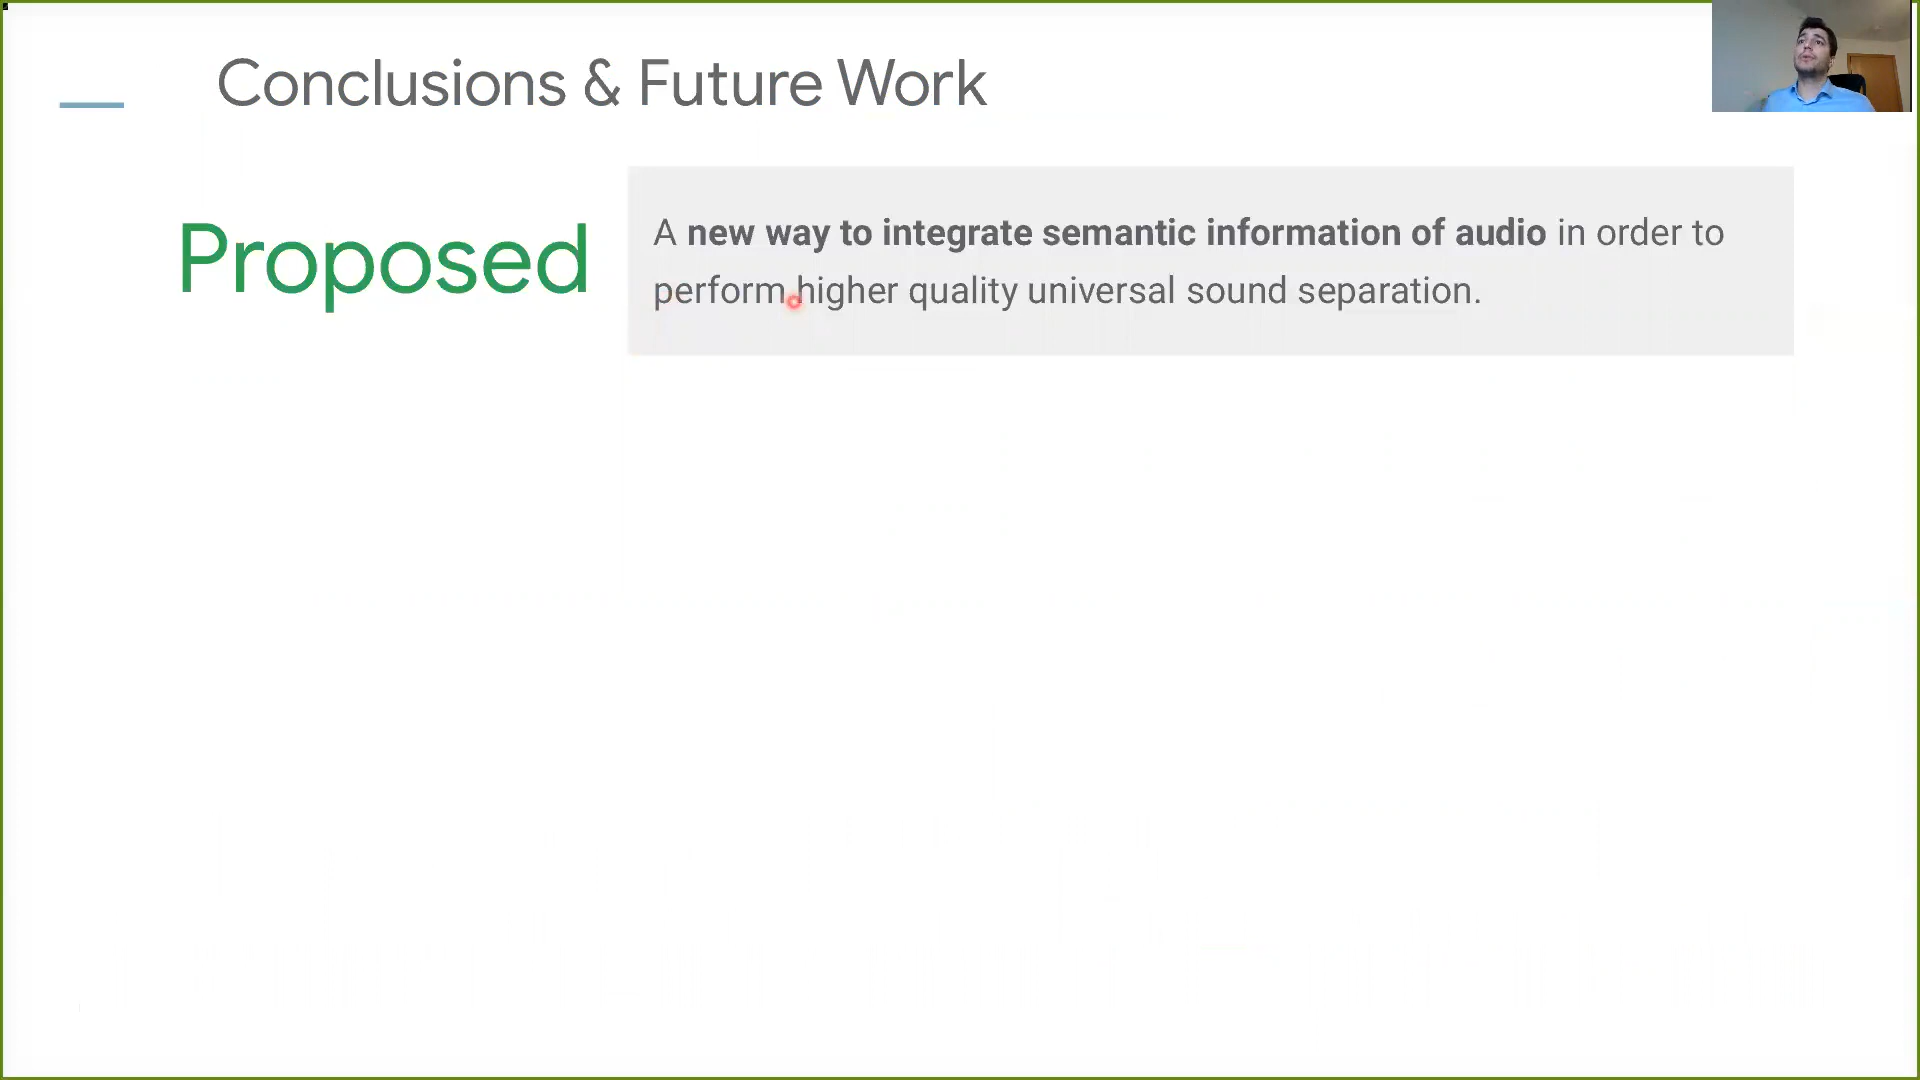 Conclusions & Future Work
Proposed
A new way to integrate semantic information of audio in order to
perform higher quality universal sound separation.